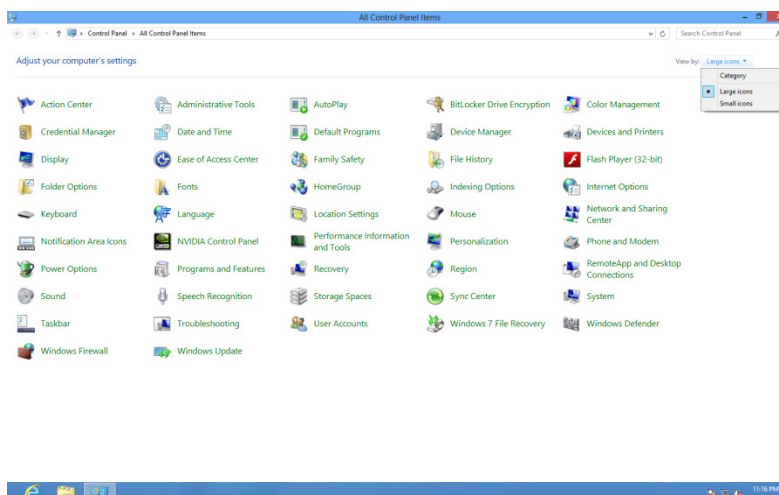 All Control Panel Items
Control Panel
All Control Panel Items
Search Control Panel
Adjust your computer's settings
View by: Large icons
Category
Large icons
Small icons
Action Center
Administrative Tools
AutoPlay
BitLocker Drive Encryption
Color Management
Credential Manager
Date and Time
Default Programs
Device Manager
Devices and Printers
Display
Ease of Access Center
Family Safety
File History
Flash Player (32-bit)
Folder Options
Fonts
HomeGroup
Indexing Options
Internet Options
Keyboard
Language
Location Settings
Mouse
Network and Sharing
Center
Notification Area Icons
NVIDIA Control Panel
Performance Information
and Tools
Personalization
Phone and Modem
Power Options
Programs and Features
Recovery
Region
RemoteApp and Desktop
Connections
Sound
Speech Recognition
Storage Spaces
Sync Center
System
Taskbar
Troubleshooting
User Accounts
Windows 7 File Recovery
Windows Defender
Windows Firewall
Windows Update
11:16 PM